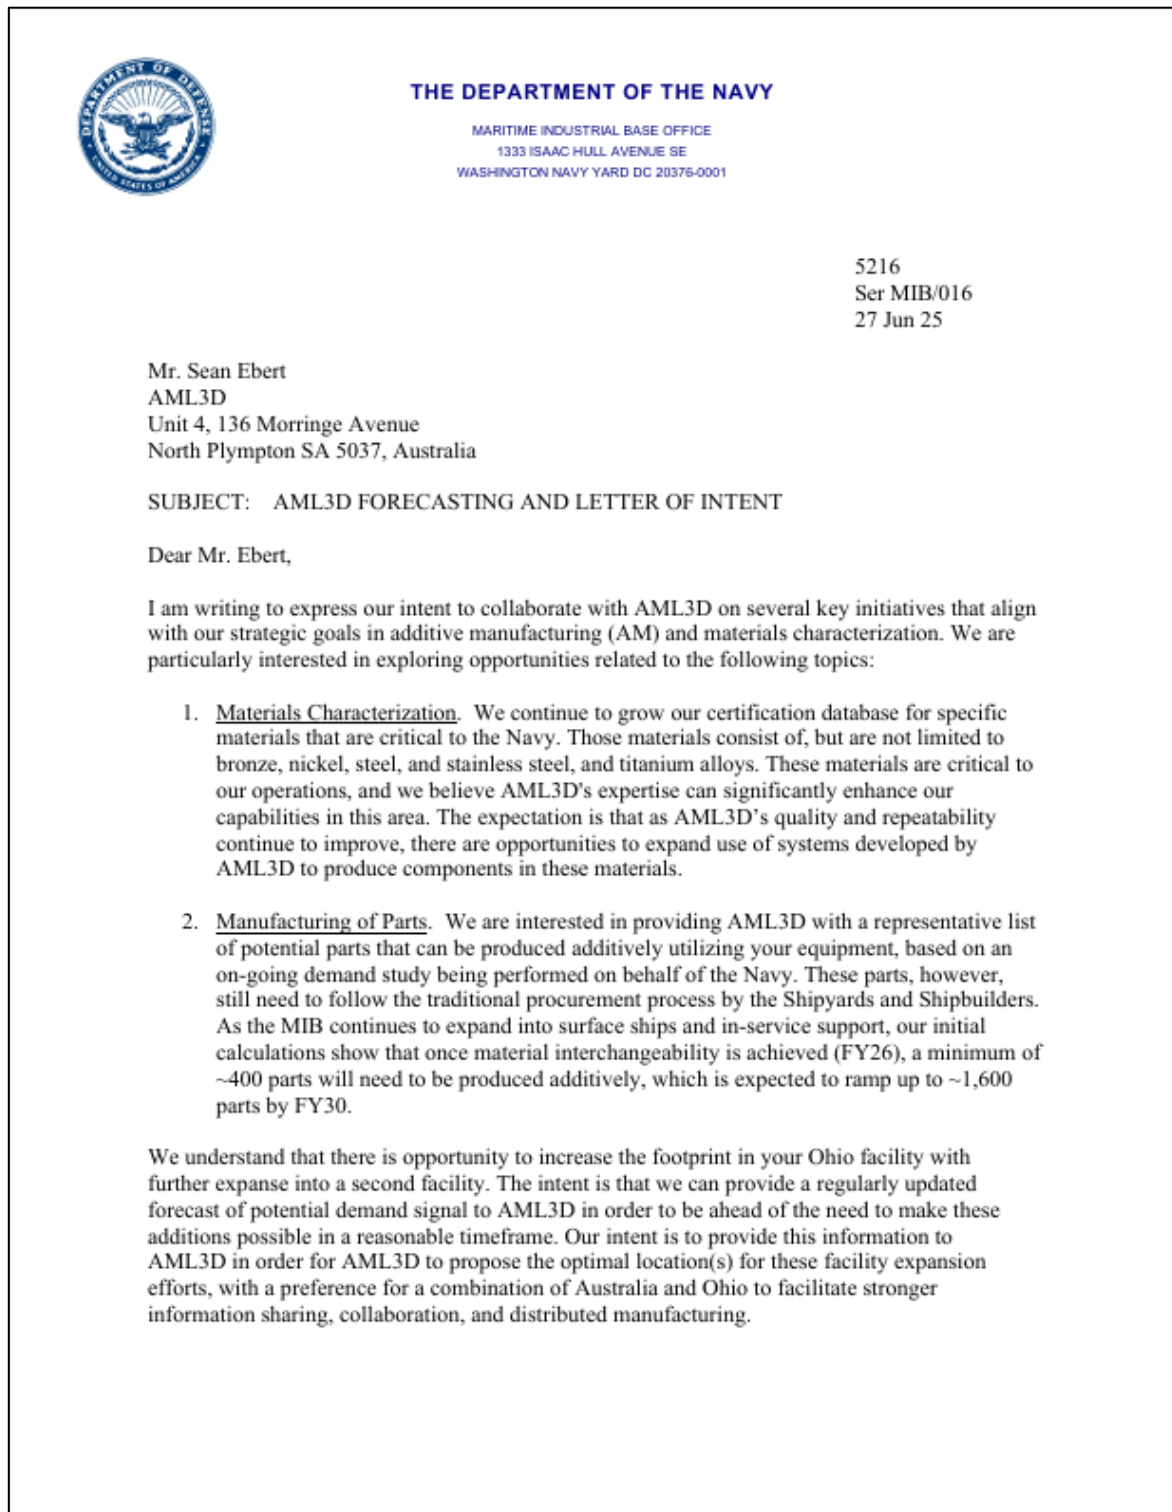 DEPARTMENT OF DEFENSE
UNITED STATES OF AMERICA
THE DEPARTMENT OF THE NAVY
MARITIME INDUSTRIAL BASE OFFICE
1333 ISAAC HULL AVENUE SE
WASHINGTON NAVY YARD DC 20376-0001
5216
Ser MIB/016
27 Jun 25
Mr. Sean Ebert
AML3D
Unit 4, 136 Morringe Avenue
North Plympton SA 5037, Australia
SUBJECT: AML3D FORECASTING AND LETTER OF INTENT
Dear Mr. Ebert,
I am writing to express our intent to collaborate with AML3D on several key initiatives that align
with our strategic goals in additive manufacturing (AM) and materials characterization. We are
particularly interested in exploring opportunities related to the following topics:
1. Materials Characterization. We continue to grow our certification database for specific
materials that are critical to the Navy. Those materials consist of, but are not limited to
bronze, nickel, steel, and stainless steel, and titanium alloys. These materials are critical to
our operations, and we believe AML3D's expertise can significantly enhance our
capabilities in this area. The expectation is that as AML3D’s quality and repeatability
continue to improve, there are opportunities to expand use of systems developed by
AML3D to produce components in these materials.
2. Manufacturing of Parts. We are interested in providing AML3D with a representative list
of potential parts that can be produced additively utilizing your equipment, based on an
on-going demand study being performed on behalf of the Navy. These parts, however,
still need to follow the traditional procurement process by the Shipyards and Shipbuilders.
As the MIB continues to expand into surface ships and in-service support, our initial
calculations show that once material interchangeability is achieved (FY26), a minimum of
~400 parts will need to be produced additively, which is expected to ramp up to ~1,600
parts by FY30.
We understand that there is opportunity to increase the footprint in your Ohio facility with
further expanse into a second facility. The intent is that we can provide a regularly updated
forecast of potential demand signal to AML3D in order to be ahead of the need to make these
additions possible in a reasonable timeframe. Our intent is to provide this information to
AML3D in order for AML3D to propose the optimal location(s) for these facility expansion
efforts, with a preference for a combination of Australia and Ohio to facilitate stronger
information sharing, collaboration, and distributed manufacturing.